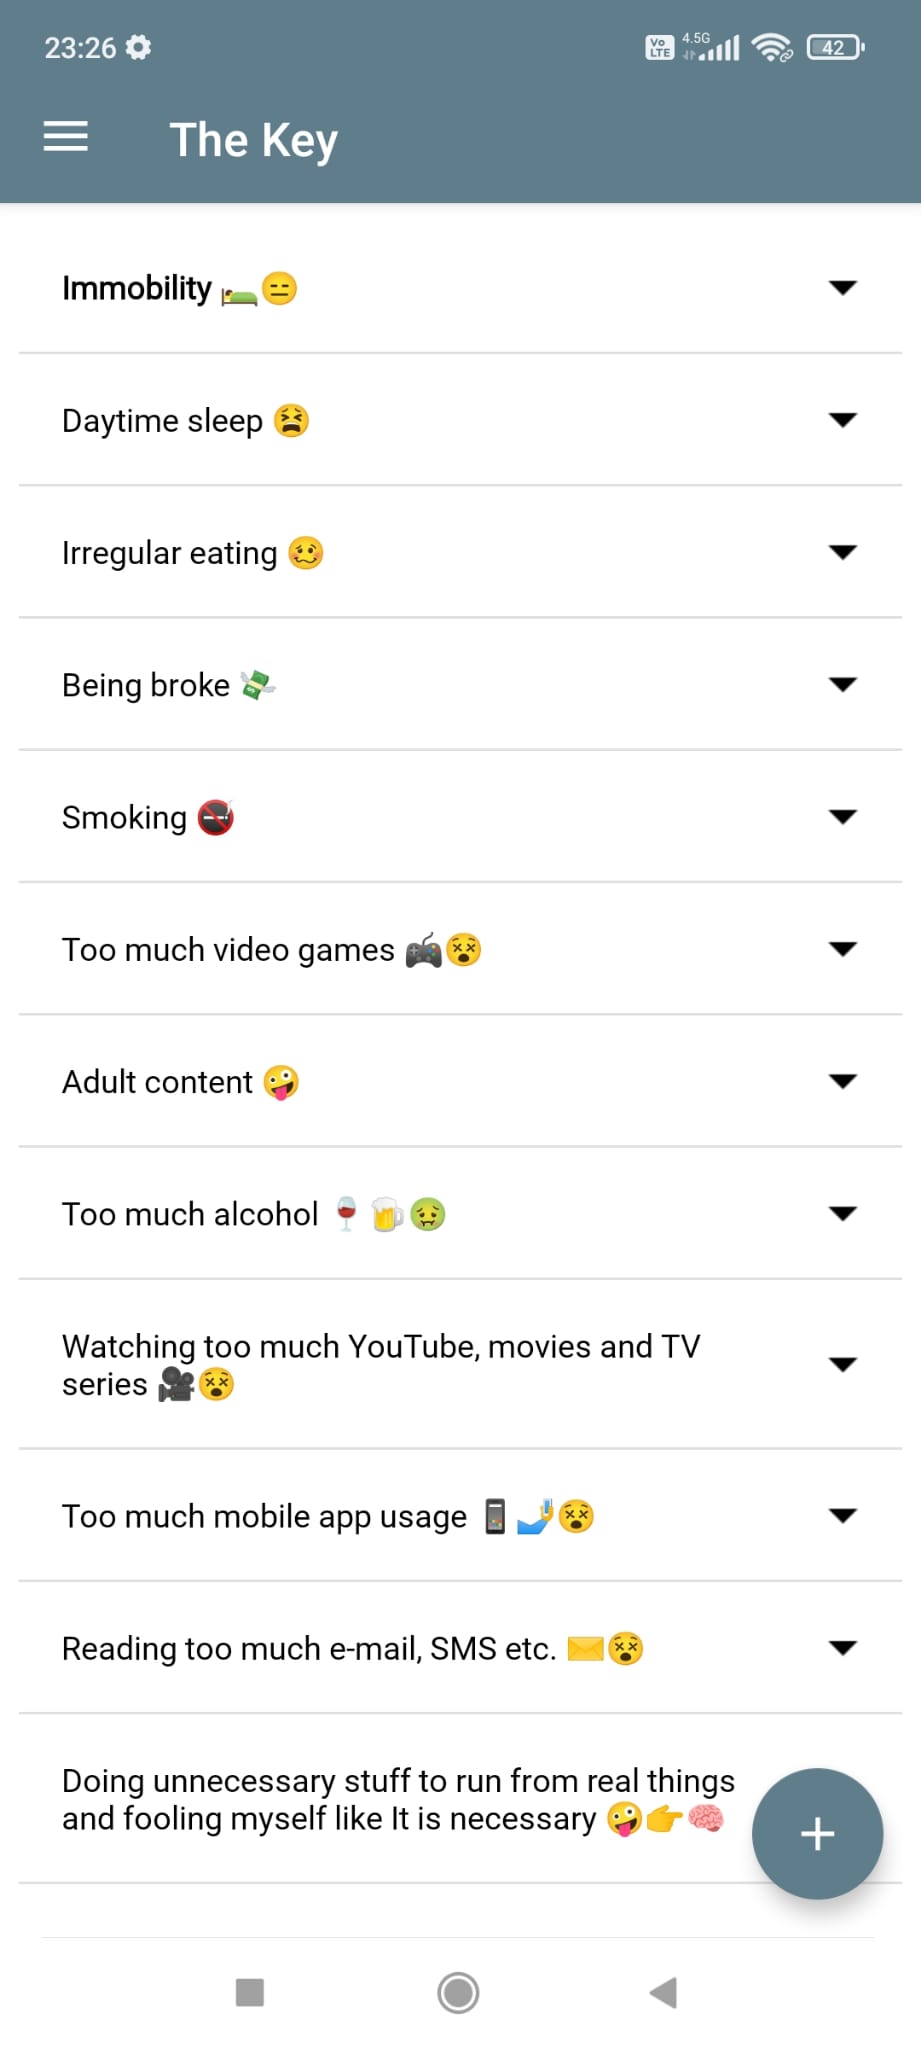 23:26
Vo LTE 4.5G 42
The Key
Immobility 🛌😑
Daytime sleep 😫
Irregular eating 🥴
Being broke 💸
Smoking 🚭
Too much video games 🎮😵
Adult content 🤪
Too much alcohol 🍷🍺🤢
Watching too much YouTube, movies and TV
series 🎥😵
Too much mobile app usage 📱🤳😵
Reading too much e-mail, SMS etc. ✉️😵
Doing unnecessary stuff to run from real things
and fooling myself like It is necessary 🤪👉🧠
+